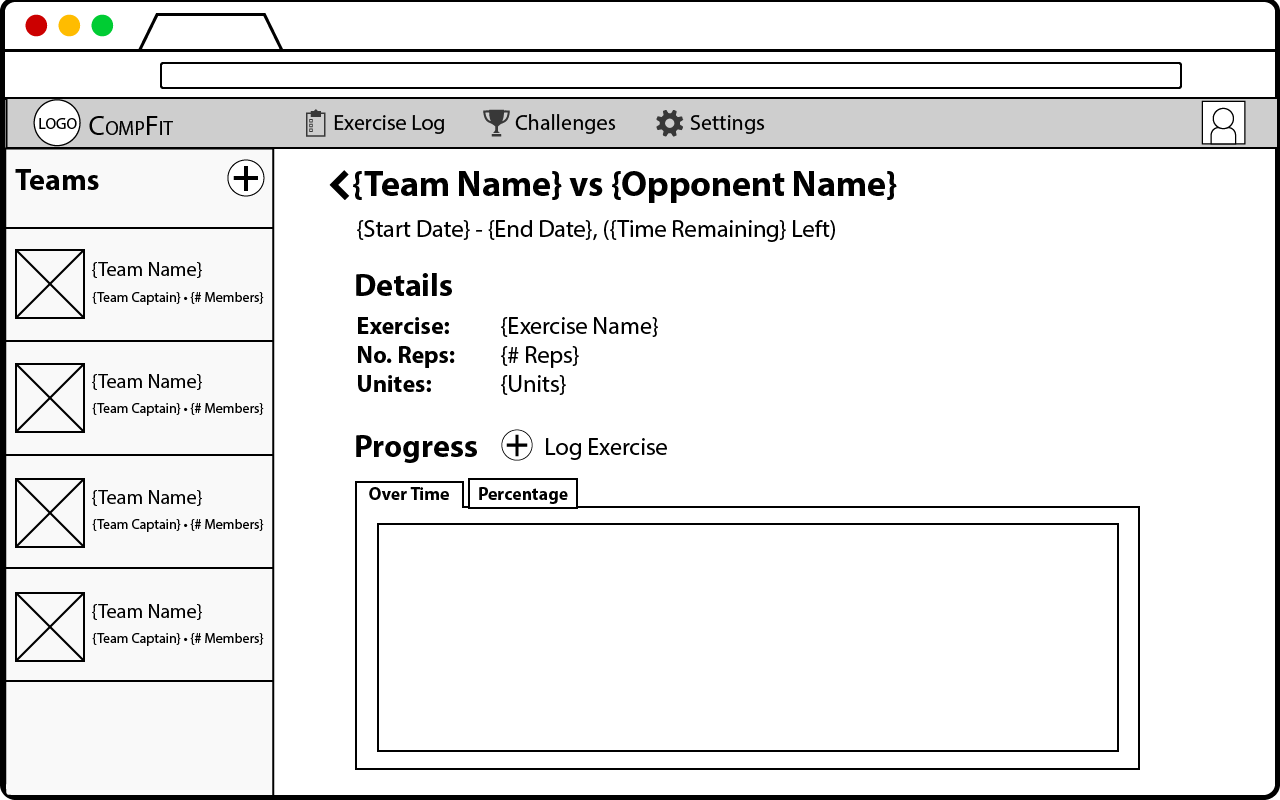 LOGO CompFit Exercise Log Challenges Settings
Teams
{Team Name}
{Team Captain} • {# Members}
{Team Name}
{Team Captain} • {# Members}
{Team Name}
{Team Captain} • {# Members}
{Team Name}
{Team Captain} • {# Members}
{Team Name} vs {Opponent Name}
{Start Date} - {End Date}, ({Time Remaining} Left)
Details
Exercise: {Exercise Name}
No. Reps: {# Reps}
Unites: {Units}
Progress Log Exercise
Over Time Percentage